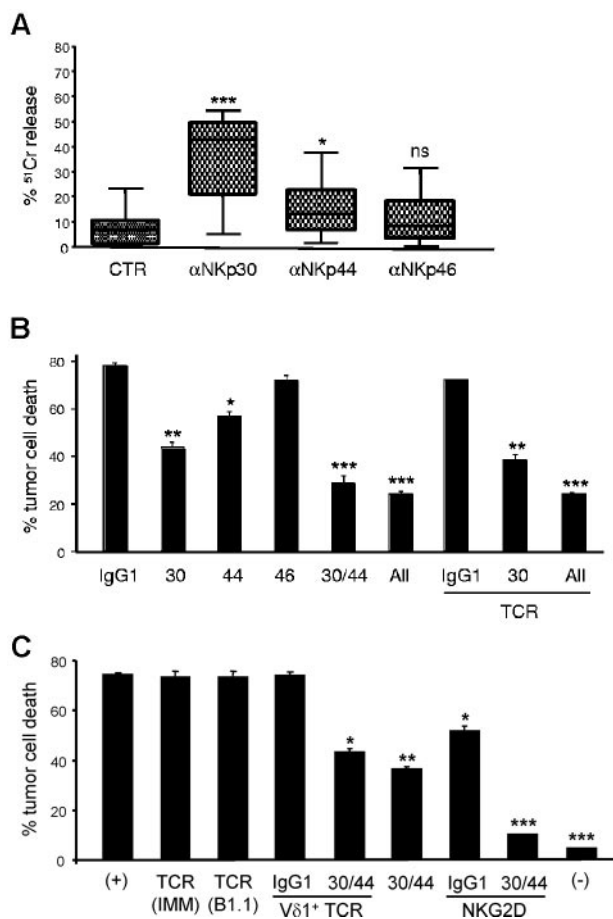 A
% ⁵¹Cr release
80
70
60
50
40
30
20
10
0
*** * ns
CTR αNKp30 αNKp44 αNKp46
B
% tumor cell death
80
60
40
20
0
** * *** *** ** ***
IgG1 30 44 46 30/44 All IgG1 30 All
TCR
C
% tumor cell death
80
60
40
20
0
* ** * *** ***
(+) TCR TCR IgG1 30/44 30/44 IgG1 30/44 (-)
(IMM) (B1.1) Vδ1⁺ TCR NKG2D